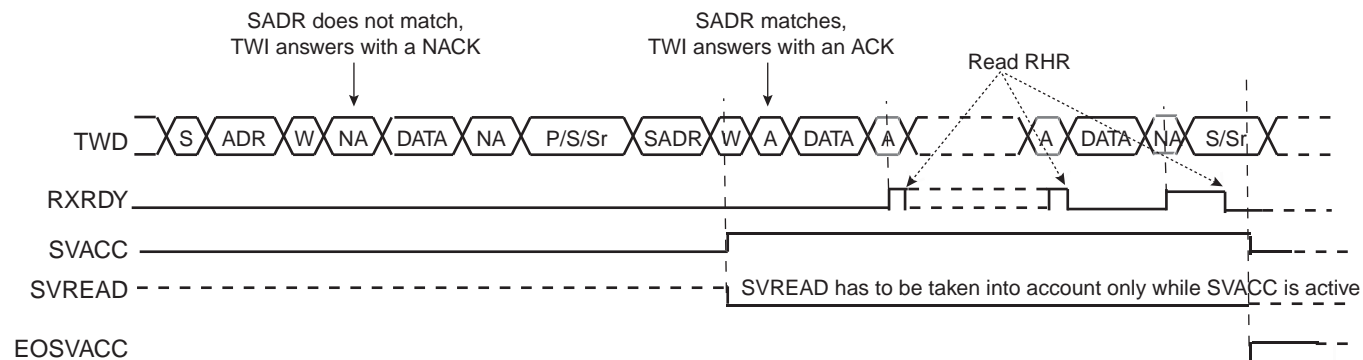 SADR does not match,
TWI answers with a NACK
SADR matches,
TWI answers with an ACK
Read RHR
TWD S ADR W NA DATA NA P/S/Sr SADR W A DATA A A DATA NA S/Sr
RXRDY
SVACC
SVREAD SVREAD has to be taken into account only while SVACC is active
EOSVACC